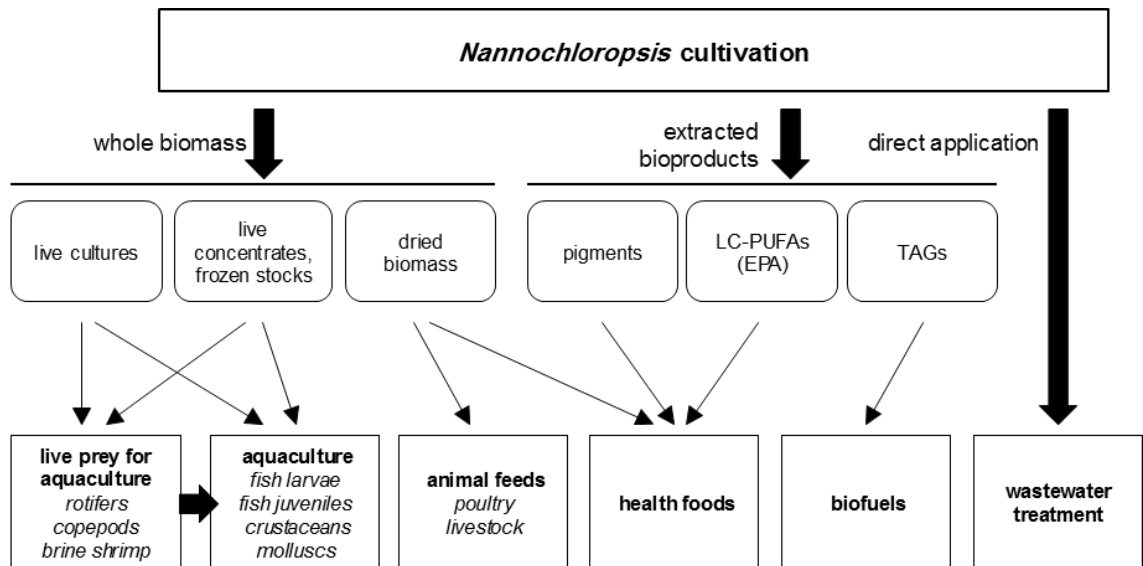 Nannochloropsis cultivation
whole biomass
extracted
bioproducts
direct application
live cultures
live
concentrates,
frozen stocks
dried
biomass
pigments
LC-PUFAs
(EPA)
TAGs
live prey for
aquaculture
rotifers
copepods
brine shrimp
aquaculture
fish larvae
fish juveniles
crustaceans
molluscs
animal feeds
poultry
livestock
health foods
biofuels
wastewater
treatment